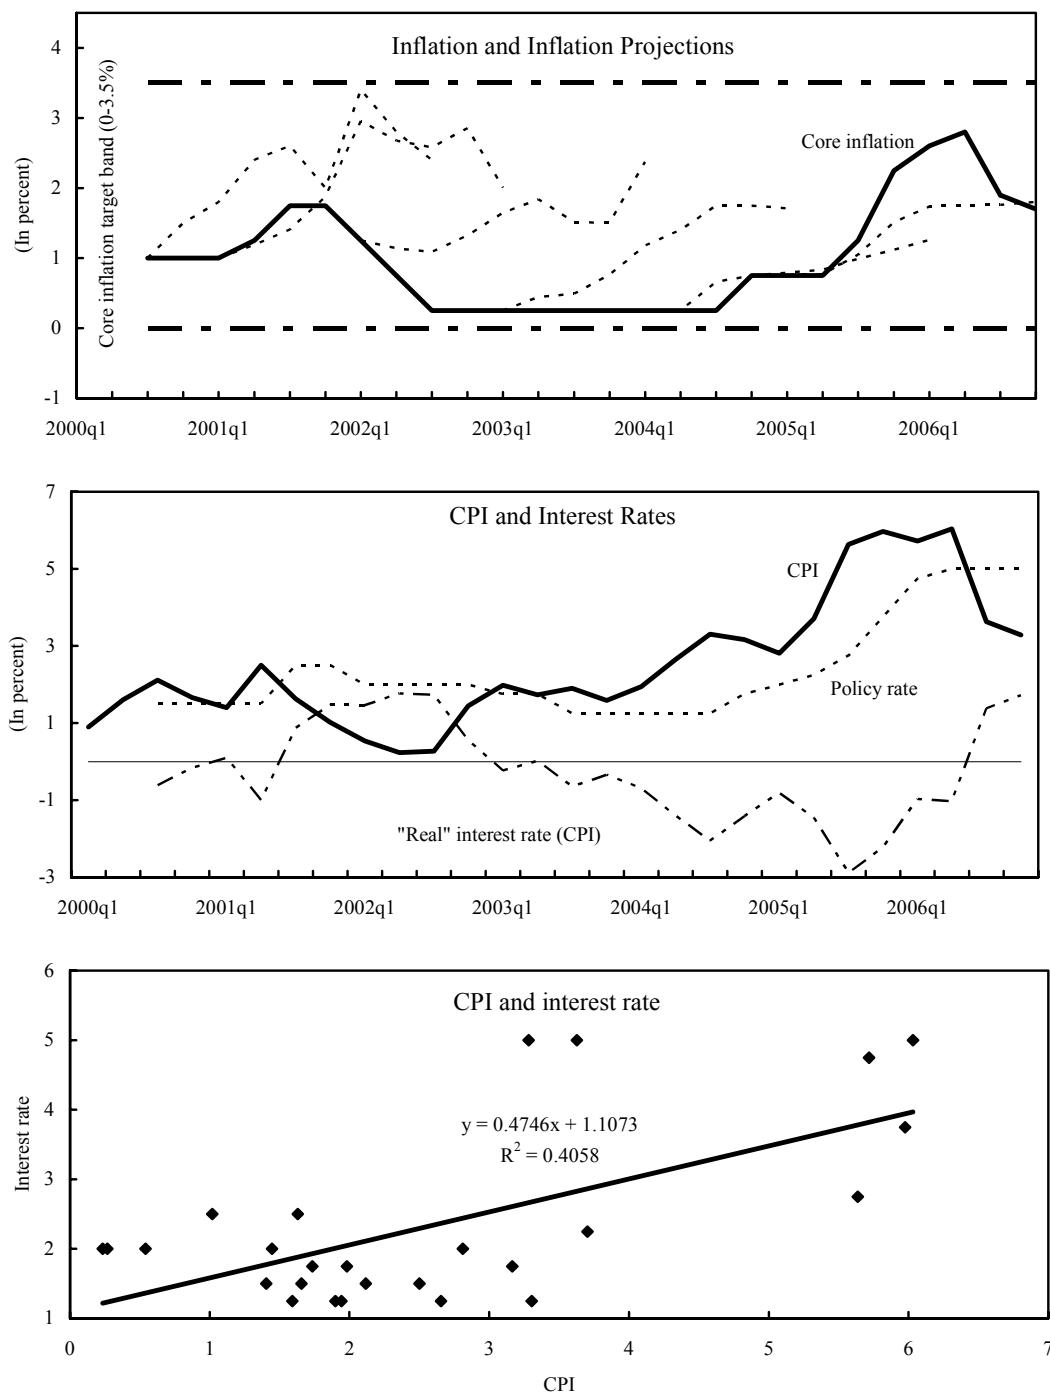 Inflation and Inflation Projections
(In percent)
Core inflation target band (0-3.5%)
4
3
2
1
0
-1
Core inflation
2000q1 2001q1 2002q1 2003q1 2004q1 2005q1 2006q1
CPI and Interest Rates
(In percent)
7
5
3
1
-1
-3
CPI
Policy rate
"Real" interest rate (CPI)
2000q1 2001q1 2002q1 2003q1 2004q1 2005q1 2006q1
CPI and interest rate
Interest rate
6
5
4
3
2
1
y = 0.4746x + 1.1073
R² = 0.4058
0 1 2 3 4 5 6 7
CPI